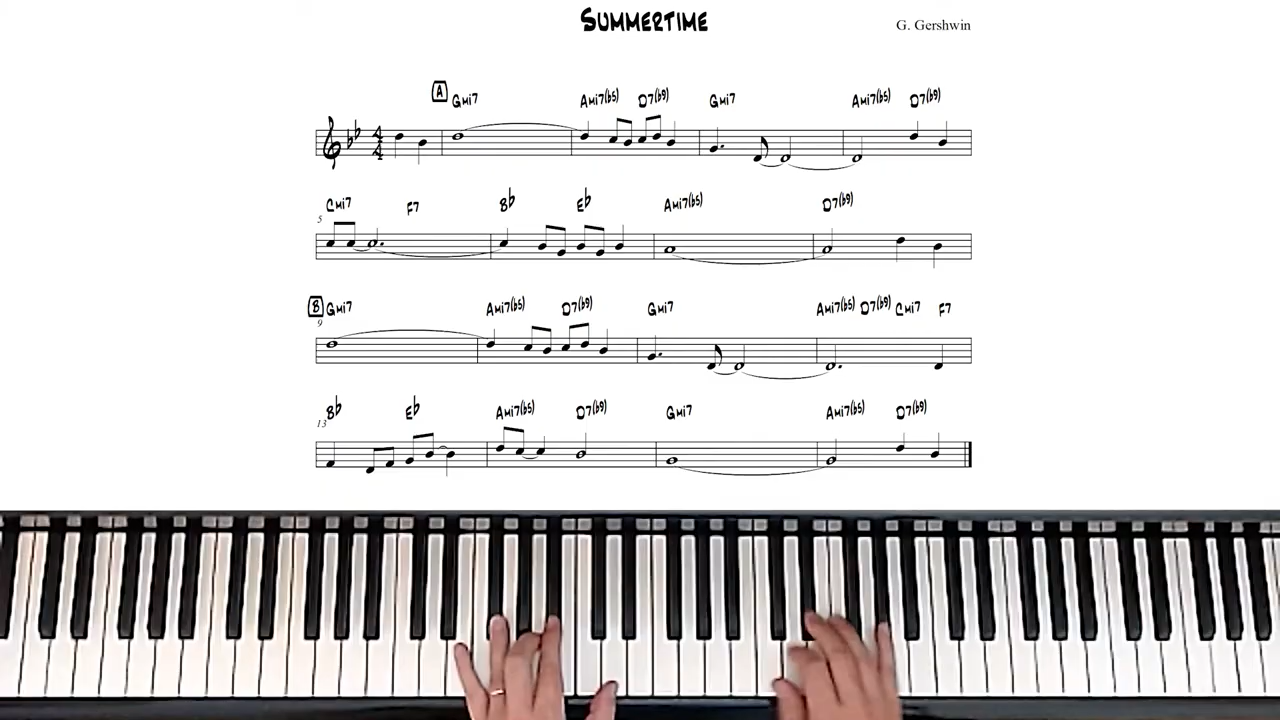 SUMMERTIME
G. Gershwin
A GMI7 AMI7(b5) D7(b9) GMI7 AMI7(b5) D7(b9)
4
4
CMI7 F7 Bb Eb AMI7(b5) D7(b9)
5
B GMI7 AMI7(b5) D7(b9) GMI7 AMI7(b5) D7(b9) CMI7 F7
9
Bb Eb AMI7(b5) D7(b9) GMI7 AMI7(b5) D7(b9)
13